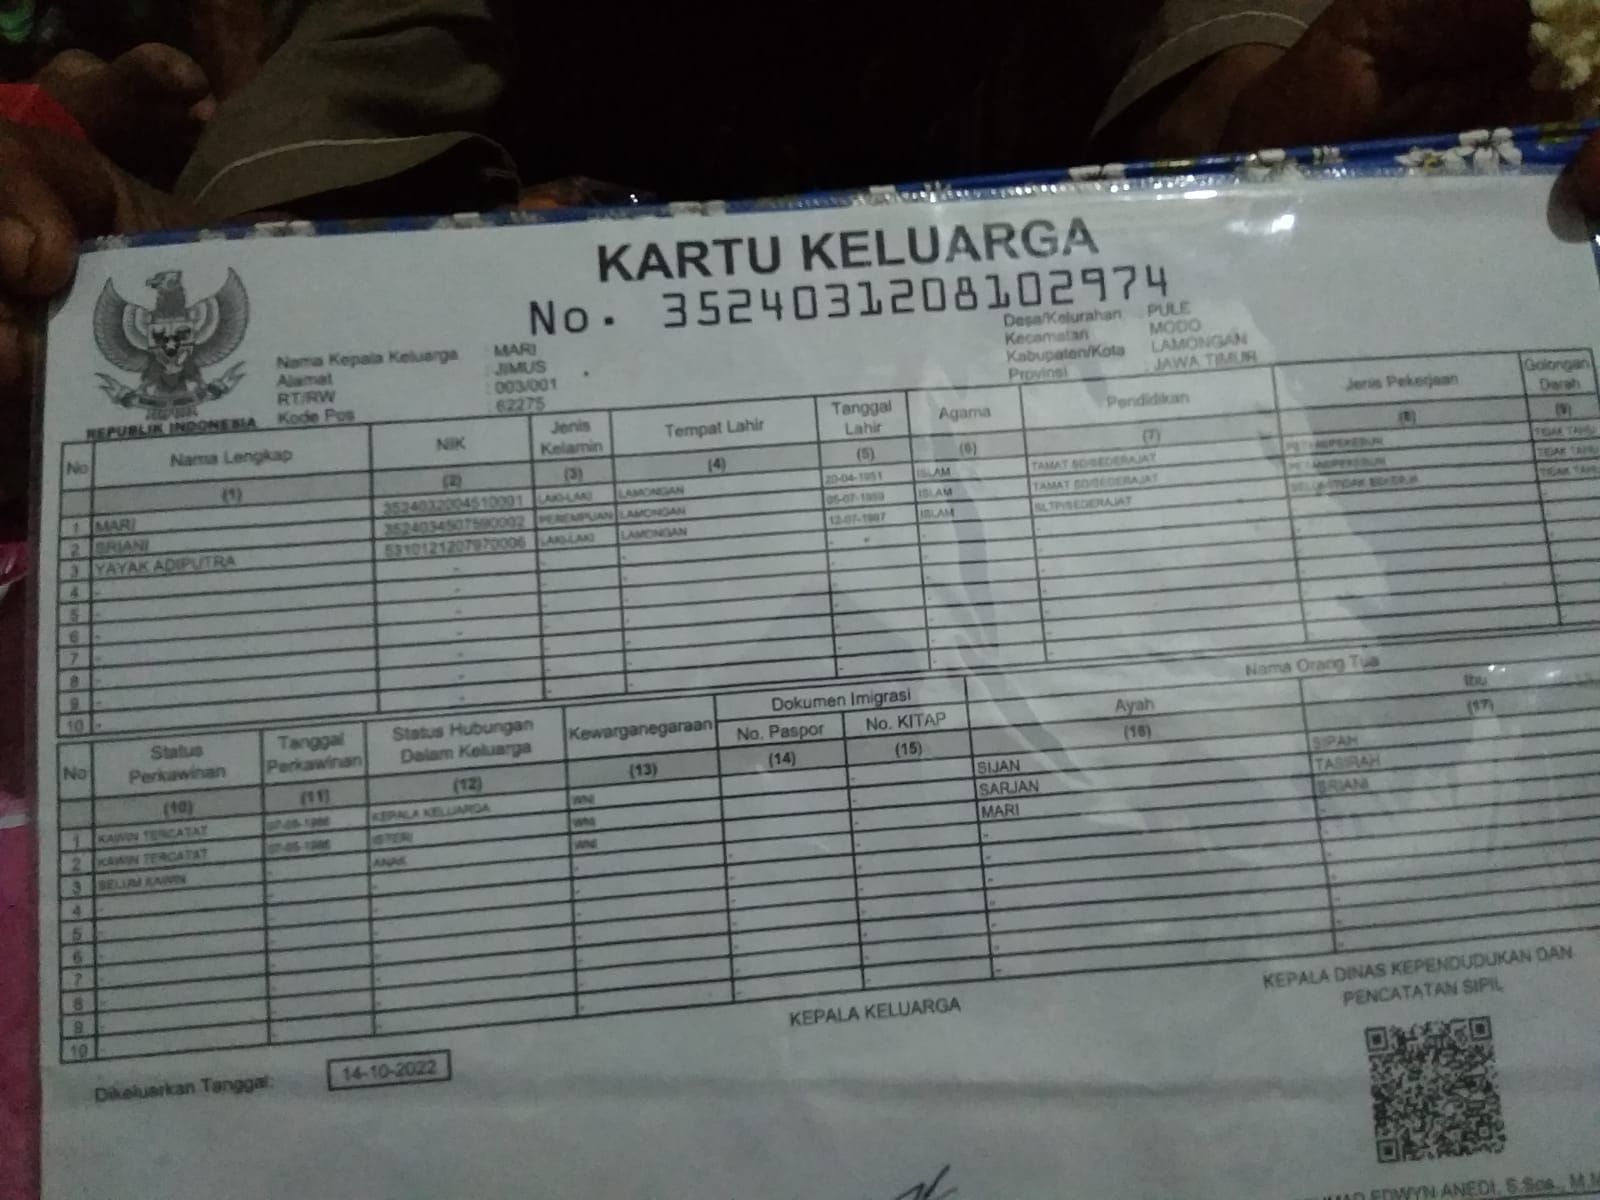 KARTU KELUARGA
No. 3524031208102974
Nama Kepala Keluarga : MARI
Alamat : JIMUS
RT/RW : 003/001
Kode Pos : 62275
Desa/Kelurahan : PULE
Kecamatan : MODO
Kabupaten/Kota : LAMONGAN
Provinsi : JAWA TIMUR
REPUBLIK INDONESIA
No Nama Lengkap NIK Jenis Kelamin Tempat Lahir Tanggal Lahir Agama Pendidikan Jenis Pekerjaan Golongan Darah
(1) (2) (3) (4) (5) (6) (7) (8) (9)
1 MARI 3524032004510001 LAKI-LAKI LAMONGAN 20-04-1951 ISLAM TAMAT SD/SEDERAJAT PETANI/PEKEBUN TIDAK TAHU
2 SRIANI 3524034507590002 PEREMPUAN LAMONGAN 05-07-1959 ISLAM TAMAT SD/SEDERAJAT PETANI/PEKEBUN TIDAK TAHU
3 YAYAK ADIPUTRA 5310121207970006 LAKI-LAKI LAMONGAN 12-07-1997 ISLAM SLTP/SEDERAJAT BELUM/TIDAK BEKERJA TIDAK TAHU
4 - - - - - - - - -
5 - - - - - - - - -
6 - - - - - - - - -
7 - - - - - - - - -
8 - - - - - - - - -
9 - - - - - - - - -
10 - - - - - - - - -
No Status Perkawinan Tanggal Perkawinan Status Hubungan Dalam Keluarga Kewarganegaraan Dokumen Imigrasi Nama Orang Tua
No. Paspor No. KITAP Ayah Ibu
(10) (11) (12) (13) (14) (15) (16) (17)
1 KAWIN TERCATAT KEPALA KELUARGA WNI - SIJAN SIPAH
2 KAWIN TERCATAT ISTERI WNI - SARJAN TASIRAH
3 BELUM KAWIN - ANAK WNI - MARI SRIANI
4 - - - - - - - -
5 - - - - - - - -
6 - - - - - - - -
7 - - - - - - - -
8 - - - - - - - -
9 - - - - - - - -
10 - - - - - - - -
Dikeluarkan Tanggal: 14-10-2022
KEPALA KELUARGA
KEPALA DINAS KEPENDUDUKAN DAN
PENCATATAN SIPIL
EDWYN ANEDI, S.Sos., M.M